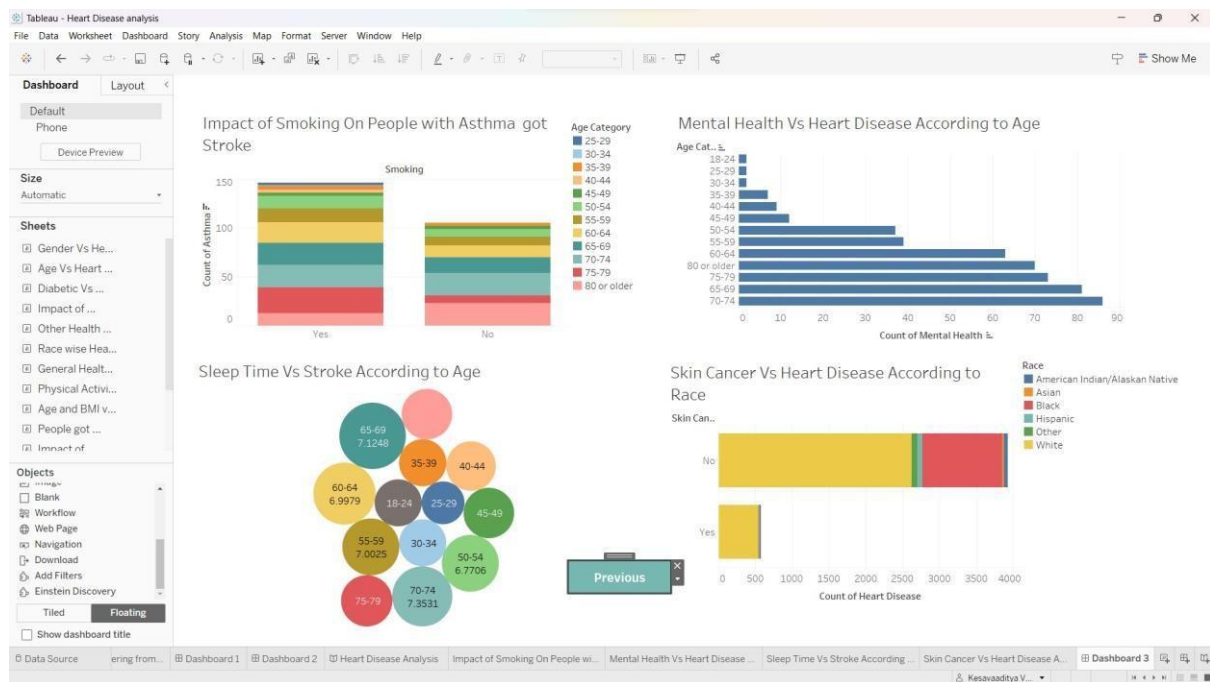 Tableau - Heart Disease analysis
File Data Worksheet Dashboard Story Analysis Map Format Server Window Help
Show Me
Dashboard Layout
Default
Phone
Device Preview
Size
Automatic
Sheets
Gender Vs He...
Age Vs Heart ...
Diabetic Vs ...
Impact of ...
Other Health ...
Race wise Hea...
General Healt...
Physical Activi...
Age and BMI v...
People got ...
Impact of
Objects
Image
Blank
Workflow
Web Page
Navigation
Download
Add Filters
Einstein Discovery
Tiled Floating
Show dashboard title
Impact of Smoking On People with Asthma got
Stroke
Smoking
Count of Asthma
150
100
50
0
Yes No
Age Category
25-29
30-34
35-39
40-44
45-49
50-54
55-59
60-64
65-69
70-74
75-79
80 or older
Mental Health Vs Heart Disease According to Age
Age Cat..
18-24
25-29
30-34
35-39
40-44
45-49
50-54
55-59
60-64
80 or older
75-79
65-69
70-74
0 10 20 30 40 50 60 70 80 90
Count of Mental Health
Sleep Time Vs Stroke According to Age
65-69
7.1248
35-39
40-44
60-64
6.9979
18-24
25-29
45-49
55-59
7.0025
30-34
50-54
6.7706
75-79
70-74
7.3531
Previous
Skin Cancer Vs Heart Disease According to
Race
Skin Can..
No
Yes
0 500 1000 1500 2000 2500 3000 3500 4000
Count of Heart Disease
Race
American Indian/Alaskan Native
Asian
Black
Hispanic
Other
White
Data Source ering from... Dashboard 1 Dashboard 2 Heart Disease Analysis Impact of Smoking On People wi... Mental Health Vs Heart Disease ... Sleep Time Vs Stroke According ... Skin Cancer Vs Heart Disease A... Dashboard 3
Kesavaaditya V...